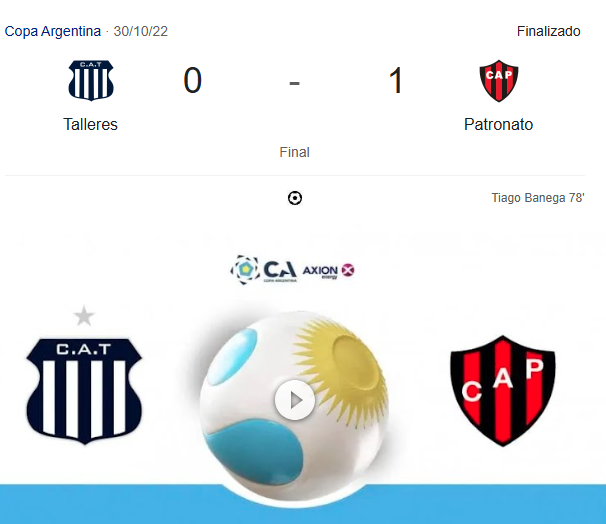 Copa Argentina · 30/10/22
Finalizado
C.A.T
0 - 1
CAP
Talleres
Patronato
Final
Tiago Banega 78'
CA AXION
COPA ARGENTINA energy
C.A.T
CAP